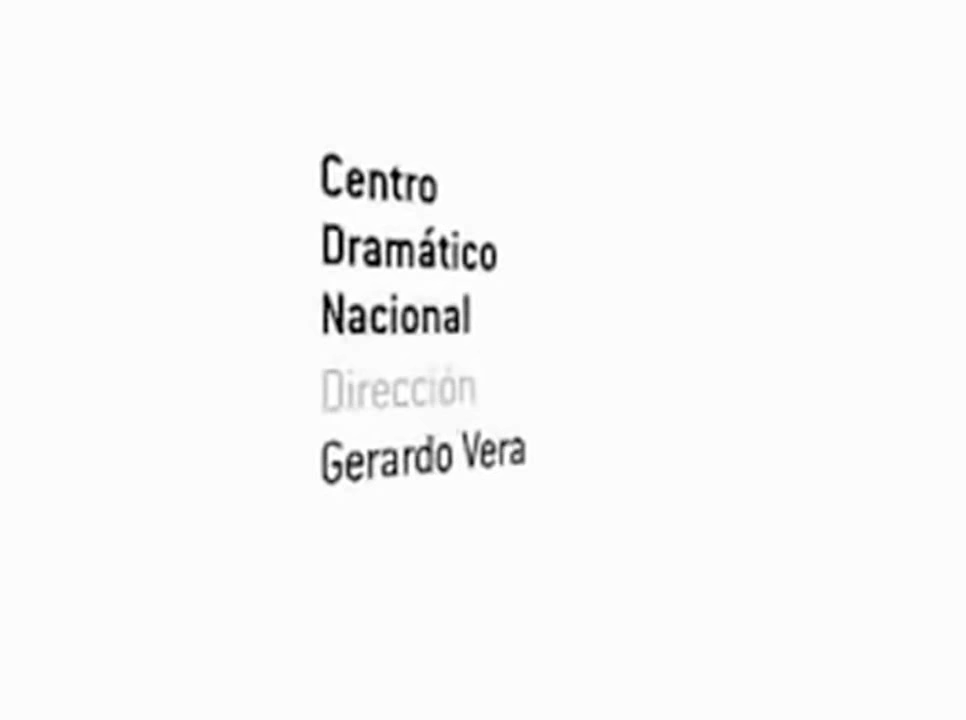 Centro
Dramático
Nacional
Dirección
Gerardo Vera